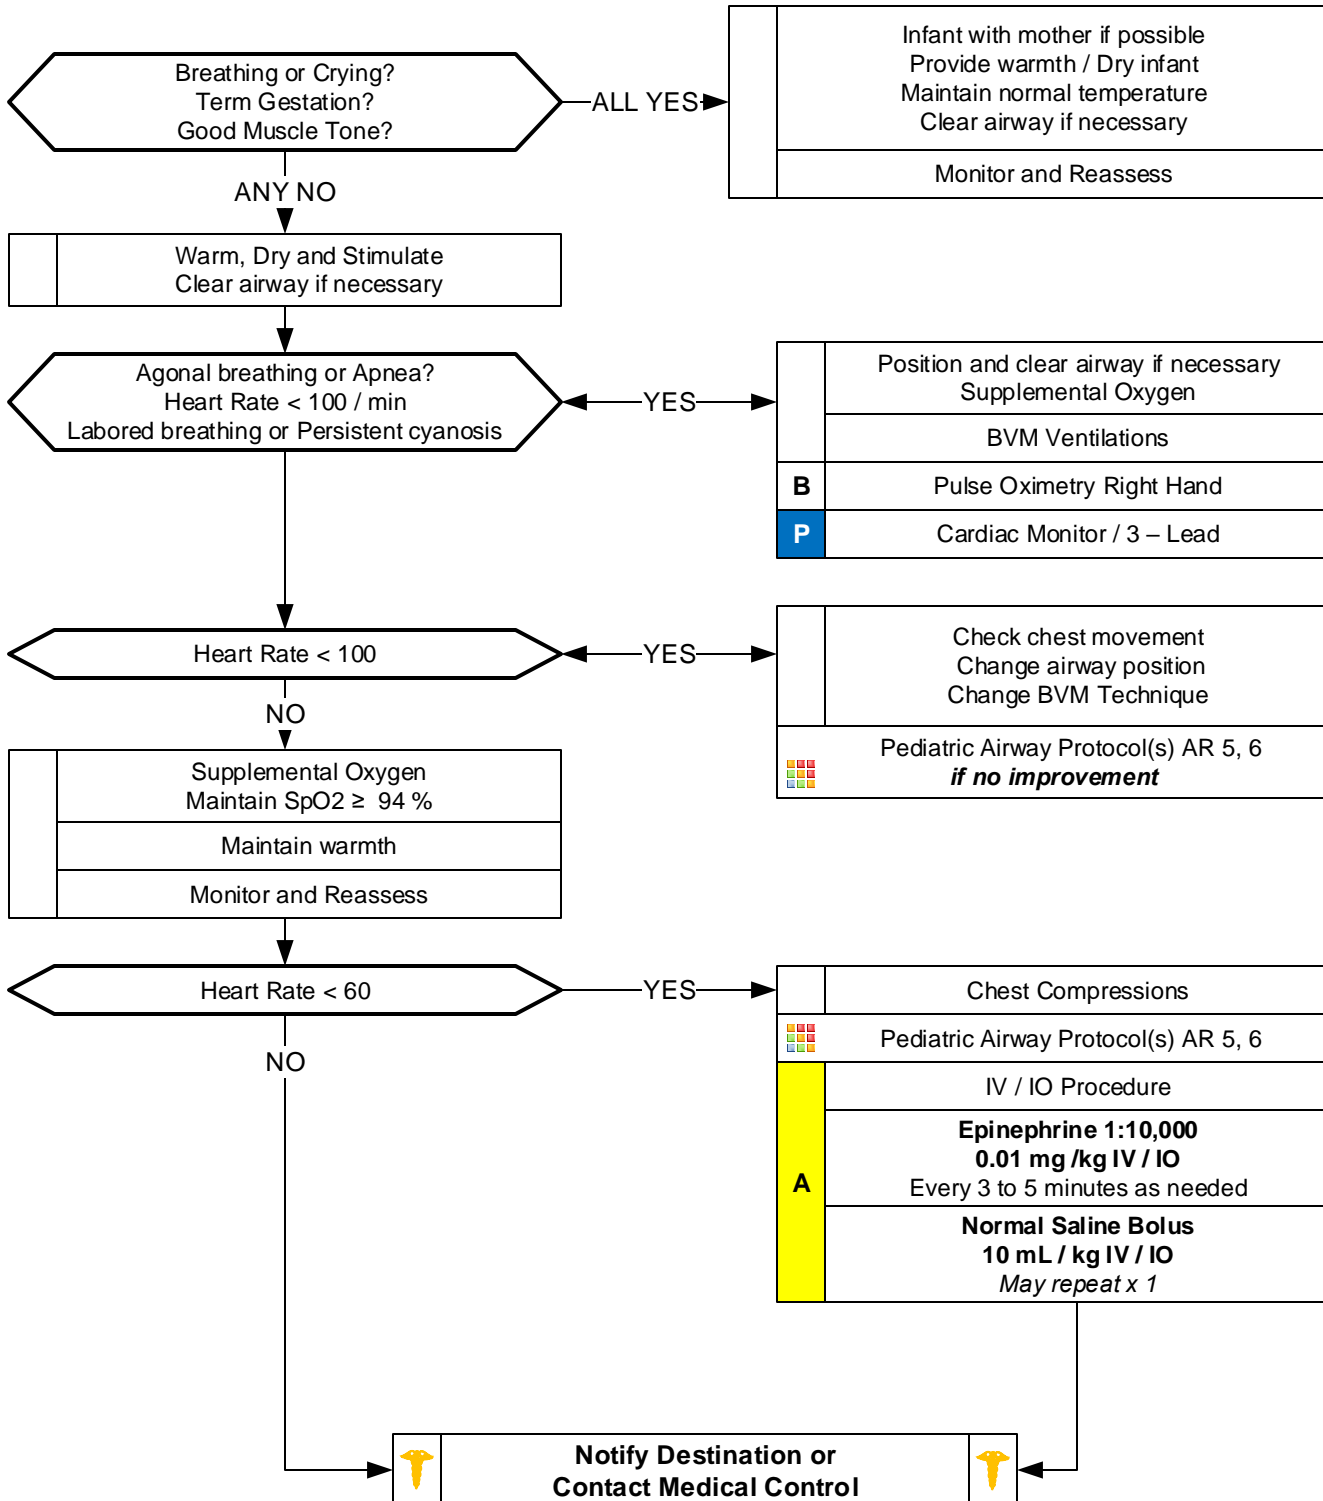 Breathing or Crying?
Term Gestation?
Good Muscle Tone?
ALL YES
Infant with mother if possible
Provide warmth / Dry infant
Maintain normal temperature
Clear airway if necessary
Monitor and Reassess
ANY NO
Warm, Dry and Stimulate
Clear airway if necessary
Agonal breathing or Apnea?
Heart Rate < 100 / min
Labored breathing or Persistent cyanosis
YES
Position and clear airway if necessary
Supplemental Oxygen
BVM Ventilations
B
Pulse Oximetry Right Hand
P
Cardiac Monitor / 3 – Lead
Heart Rate < 100
YES
Check chest movement
Change airway position
Change BVM Technique
Pediatric Airway Protocol(s) AR 5, 6
if no improvement
NO
Supplemental Oxygen
Maintain SpO2 ≥ 94 %
Maintain warmth
Monitor and Reassess
Heart Rate < 60
YES
Chest Compressions
Pediatric Airway Protocol(s) AR 5, 6
A
IV / IO Procedure
Epinephrine 1:10,000
0.01 mg /kg IV / IO
Every 3 to 5 minutes as needed
Normal Saline Bolus
10 mL / kg IV / IO
May repeat x 1
NO
Notify Destination or
Contact Medical Control